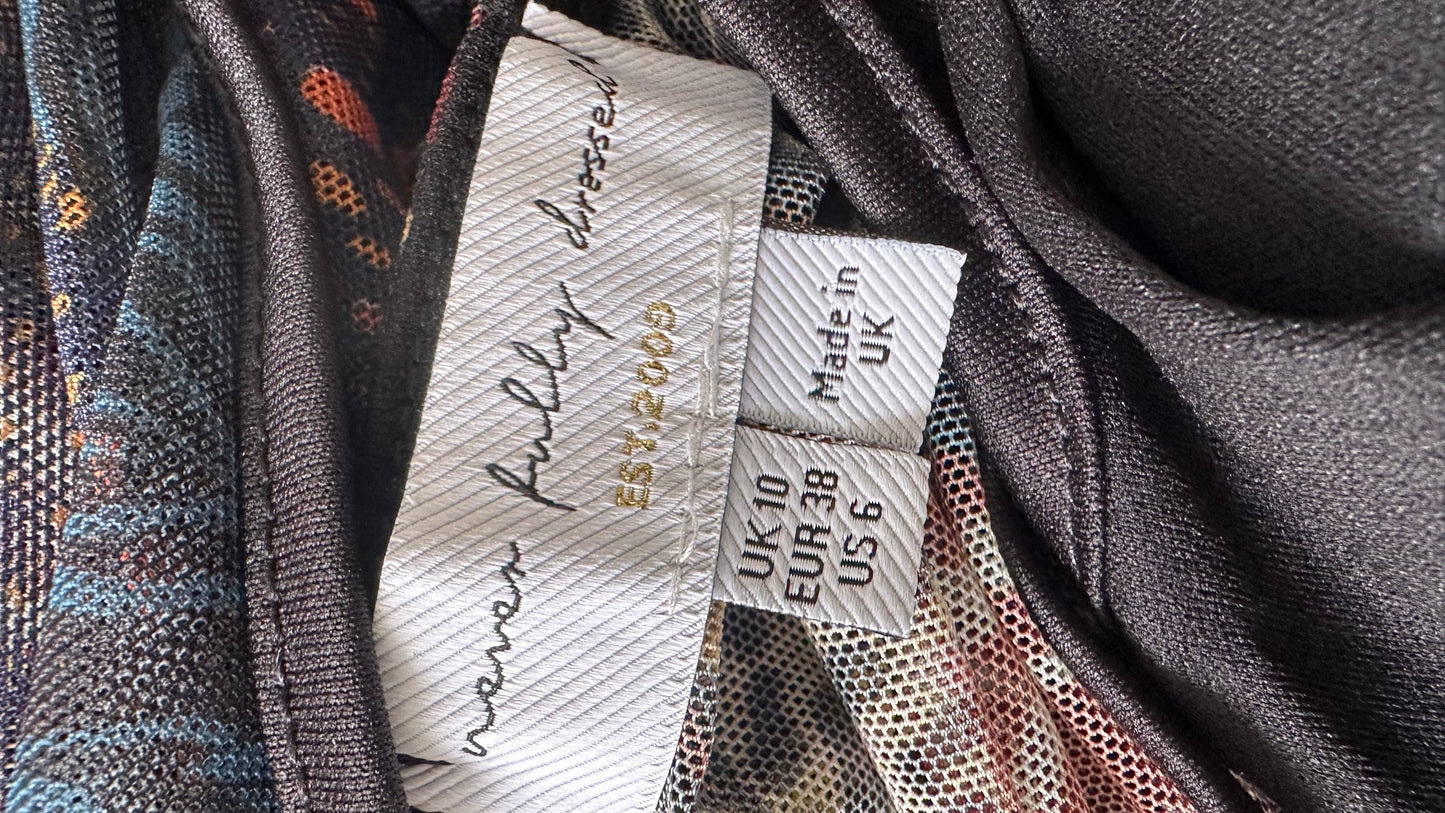 never fully dressed
EST.2009
Made in
UK
UK 10
EUR 38
US 6